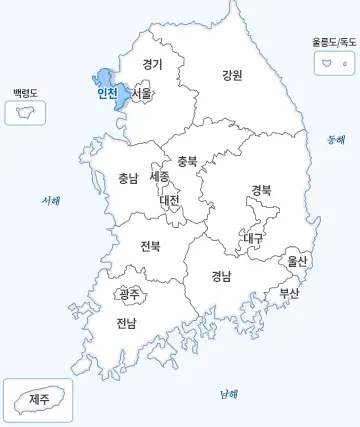 울릉도/독도
경기
강원
백령도
인천
서울
동해
충북
충남
세종
경북
서해
대전
대구
전북
울산
경남
부산
광주
전남
남해
제주